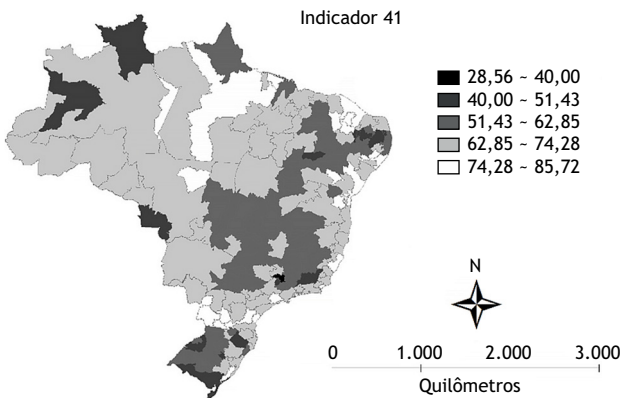 Indicador 41
28,56 ~ 40,00
40,00 ~ 51,43
51,43 ~ 62,85
62,85 ~ 74,28
74,28 ~ 85,72
N
0 1.000 2.000 3.000
Quilômetros